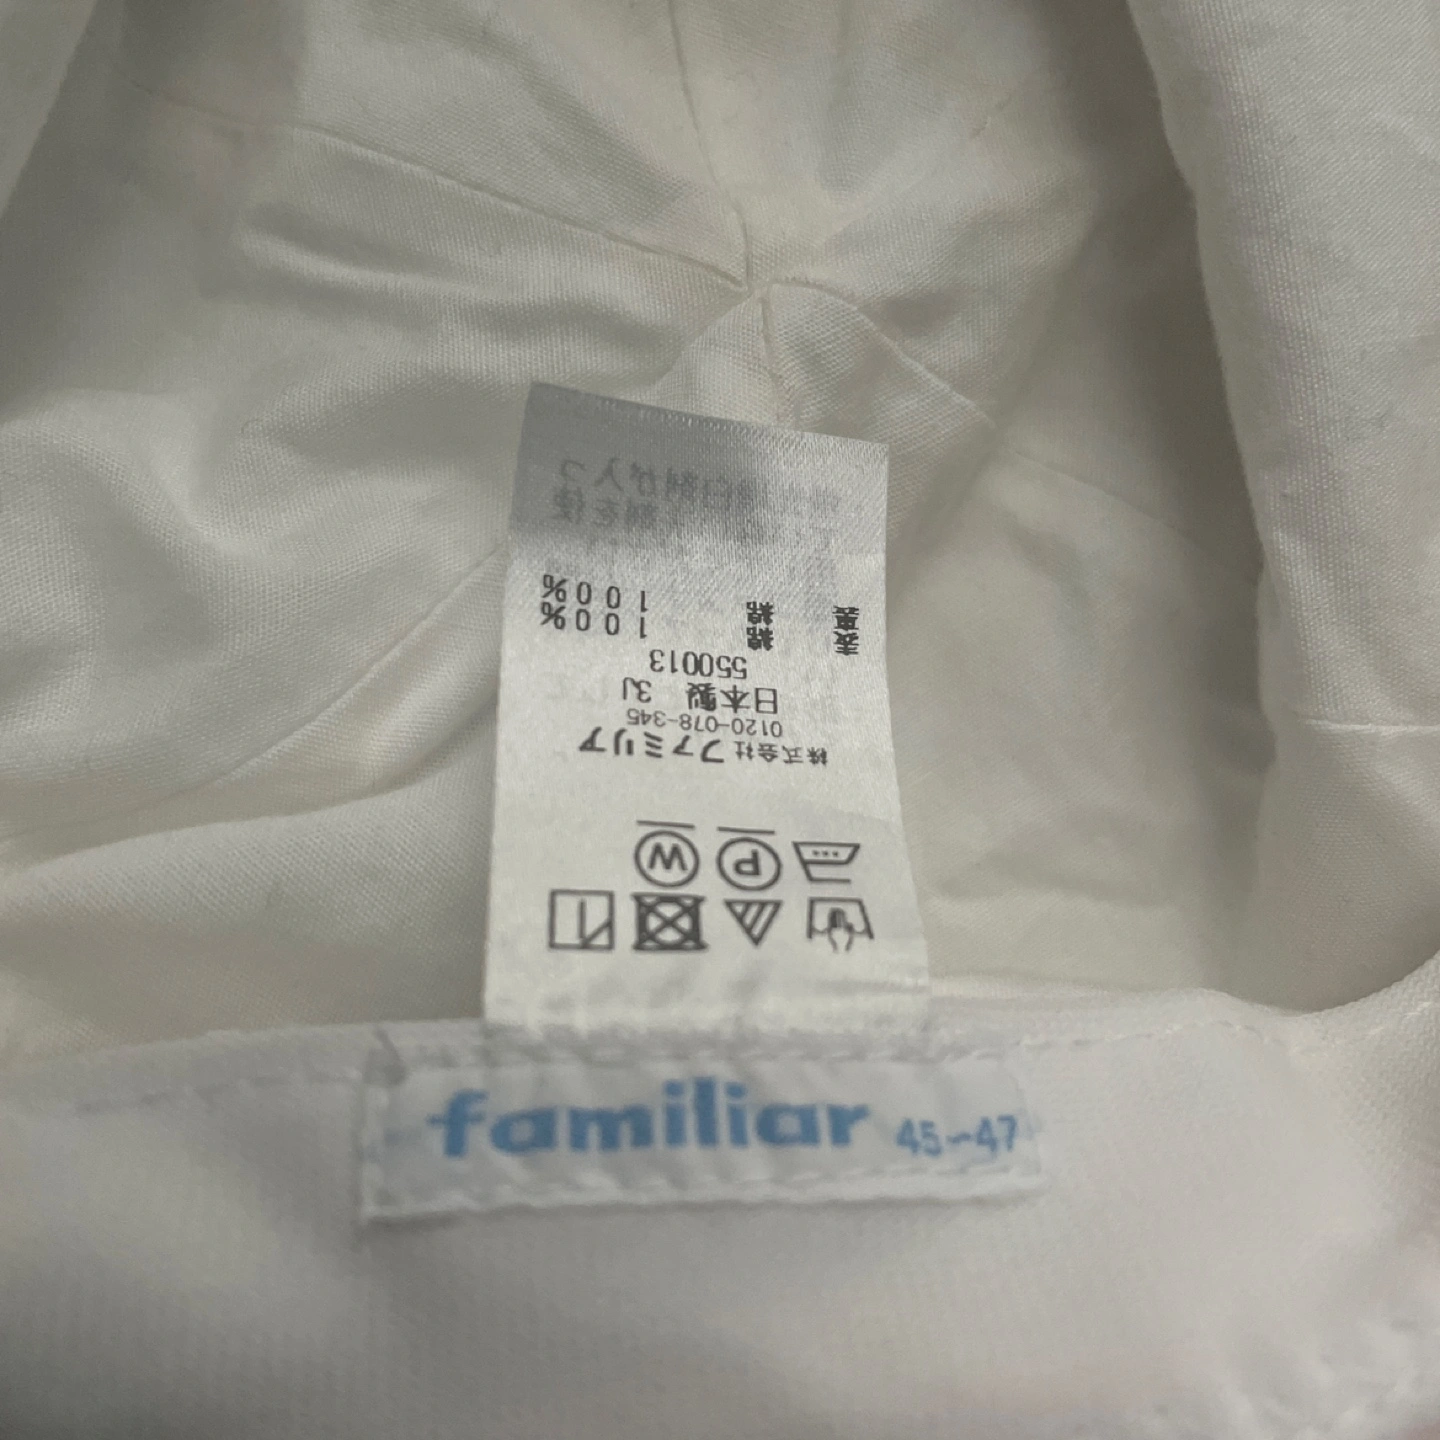 familiar 45~47
株式会社ファミリア
0120-078-345
日本製 3J
550013
表 綿 100%
裏 綿 100%